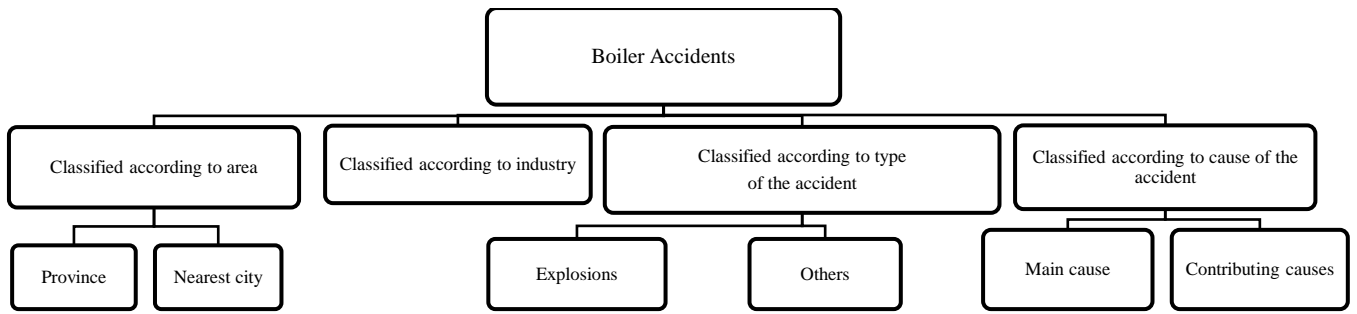 Boiler Accidents
Classified according to area
Classified according to industry
Classified according to type
of the accident
Classified according to cause of the
accident
Province
Nearest city
Explosions
Others
Main cause
Contributing causes